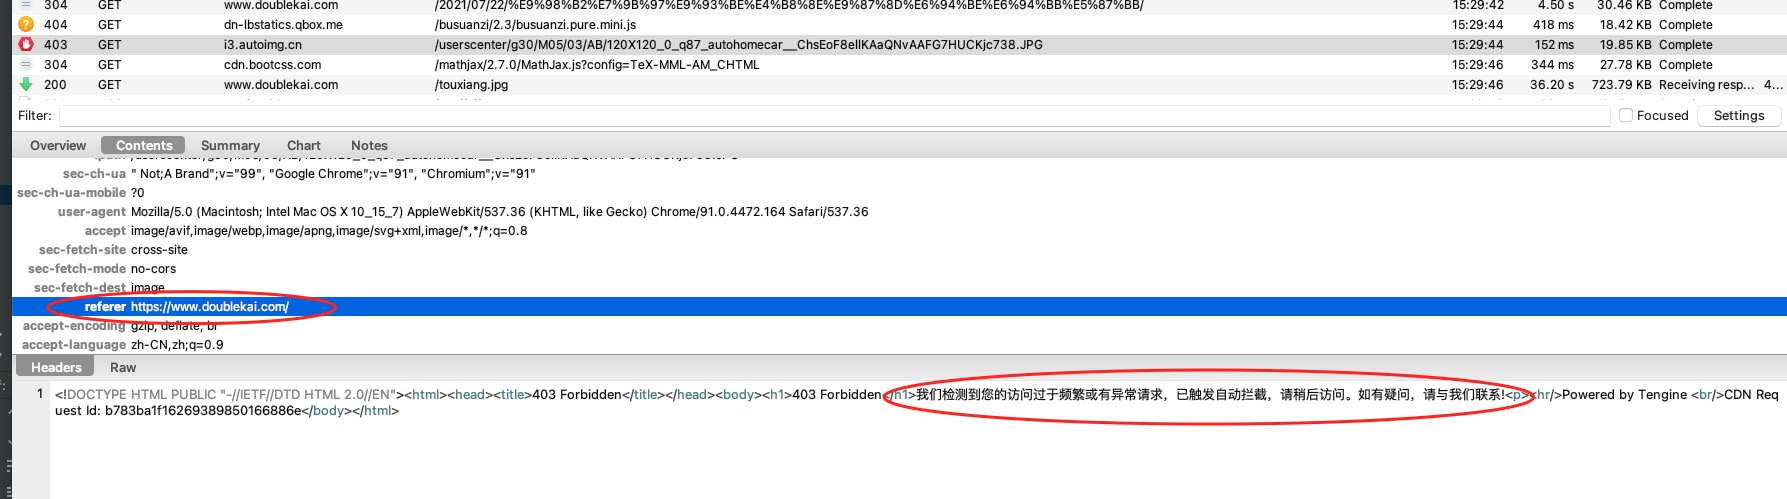 304 GET www.doublekai.com /2021/07/22/%E9%98%B2%E7%9B%97%E9%93%BE%E4%B8%8E%E9%87%8D%E6%94%BE%E6%94%BB%E5%87%BB/ 15:29:42 4.50 s 30.46 KB Complete
404 GET dn-lbstatics.qbox.me /busuanzi/2.3/busuanzi.pure.mini.js 15:29:44 418 ms 18.42 KB Complete
403 GET i3.autoimg.cn /userscenter/g30/M05/03/AB/120X120_0_q87_autohomecar__ChsEoF8ellKAaQNvAAFG7HUCKjc738.JPG 15:29:44 152 ms 19.85 KB Complete
304 GET cdn.bootcss.com /mathjax/2.7.0/MathJax.js?config=TeX-MML-AM_CHTML 15:29:46 344 ms 27.78 KB Complete
200 GET www.doublekai.com /touxiang.jpg 15:29:46 36.20 s 723.79 KB Receiving resp... 4...
Filter: Focused Settings
Overview Contents Summary Chart Notes
sec-ch-ua " Not;A Brand";v="99", "Google Chrome";v="91", "Chromium";v="91"
sec-ch-ua-mobile ?0
user-agent Mozilla/5.0 (Macintosh; Intel Mac OS X 10_15_7) AppleWebKit/537.36 (KHTML, like Gecko) Chrome/91.0.4472.164 Safari/537.36
accept image/avif,image/webp,image/apng,image/svg+xml,image/*,*/*;q=0.8
sec-fetch-site cross-site
sec-fetch-mode no-cors
sec-fetch-dest image
referer https://www.doublekai.com/
accept-encoding gzip, deflate, br
accept-language zh-CN,zh;q=0.9
Headers Raw
1 <!DOCTYPE HTML PUBLIC "-//IETF//DTD HTML 2.0//EN"><html><head><title>403 Forbidden</title></head><body><h1>403 Forbidden</h1>我们检测到您的访问过于频繁或有异常请求，已触发自动拦截，请稍后访问。如有疑问，请与我们联系!<p><hr/>Powered by Tengine <br/>CDN Req
uest Id: b783ba1f16269389850166886e</body></html>